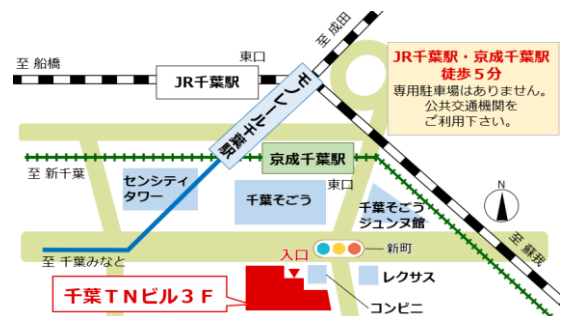 至 成田
至 船橋
東口
JR千葉駅
モノレール千葉駅
JR千葉駅・京成千葉駅
徒歩５分
専用駐車場はありません。
公共交通機関を
ご利用下さい。
京成千葉駅
至 新千葉
東口
センシティ
タワー
千葉そごう
千葉そごう
ジュンヌ館
N
至 蘇我
新町
至 千葉みなと
入口
レクサス
千葉ＴＮビル３Ｆ
コンビニ